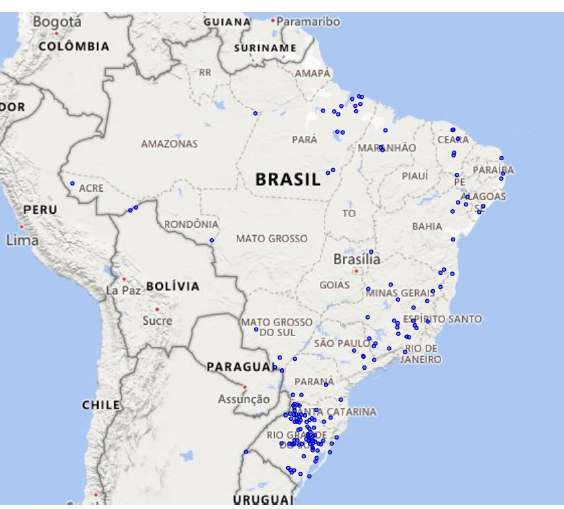 Bogotá
GUIANA
Paramaribo
COLÔMBIA
SURINAME
RR
AMAPÁ
DOR
AMAZONAS
PARÁ
MARANHÃO
CEARÁ
PARAÍBA
PIAUÍ
PE
ACRE
BRASIL
ALAGOAS
PERU
TO
RONDÔNIA
BAHIA
Lima
MATO GROSSO
Brasília
La Paz
BOLÍVIA
GOIÁS
MINAS GERAIS
Sucre
MATO GROSSO
DO SUL
ESPÍRITO SANTO
SÃO PAULO
RIO DE
JANEIRO
PARAGUAI
PARANÁ
Assunção
CHILE
SANTA CATARINA
RIO GRANDE
DO SUL
URUGUAI